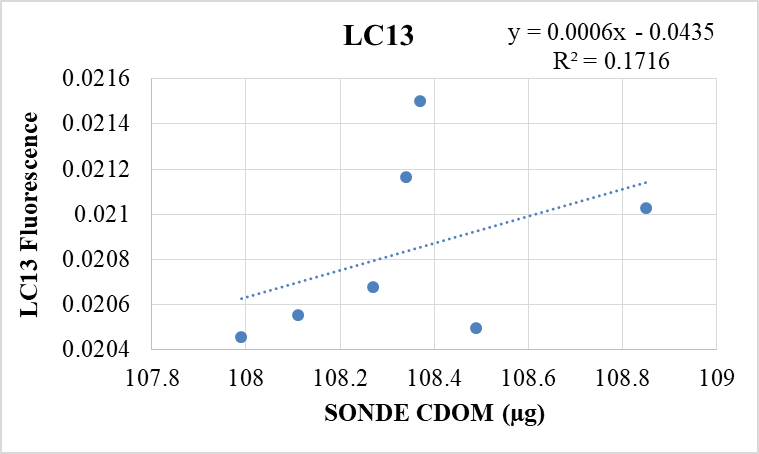 LC13
y = 0.0006x - 0.0435
R² = 0.1716
LC13 Fluorescence
0.0216
0.0214
0.0212
0.021
0.0208
0.0206
0.0204
107.8 108 108.2 108.4 108.6 108.8 109
SONDE CDOM (µg)